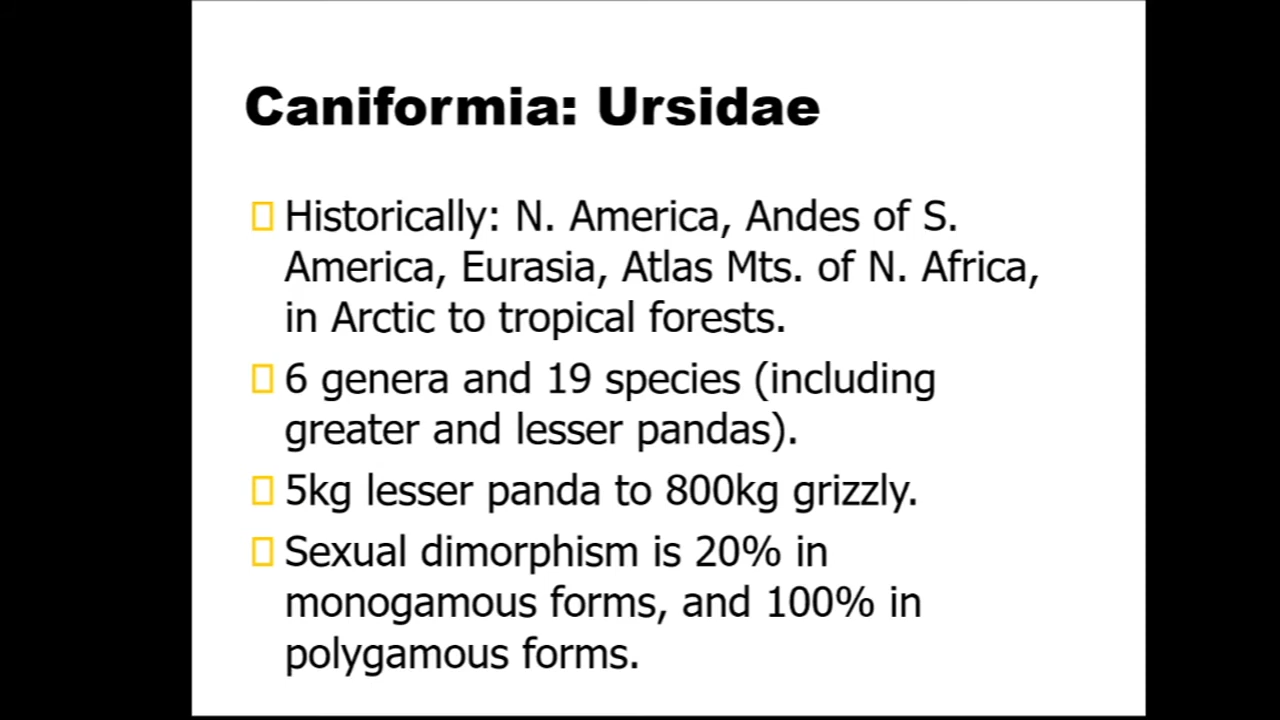 Caniformia: Ursidae
Historically: N. America, Andes of S.
America, Eurasia, Atlas Mts. of N. Africa,
in Arctic to tropical forests.
6 genera and 19 species (including
greater and lesser pandas).
5kg lesser panda to 800kg grizzly.
Sexual dimorphism is 20% in
monogamous forms, and 100% in
polygamous forms.